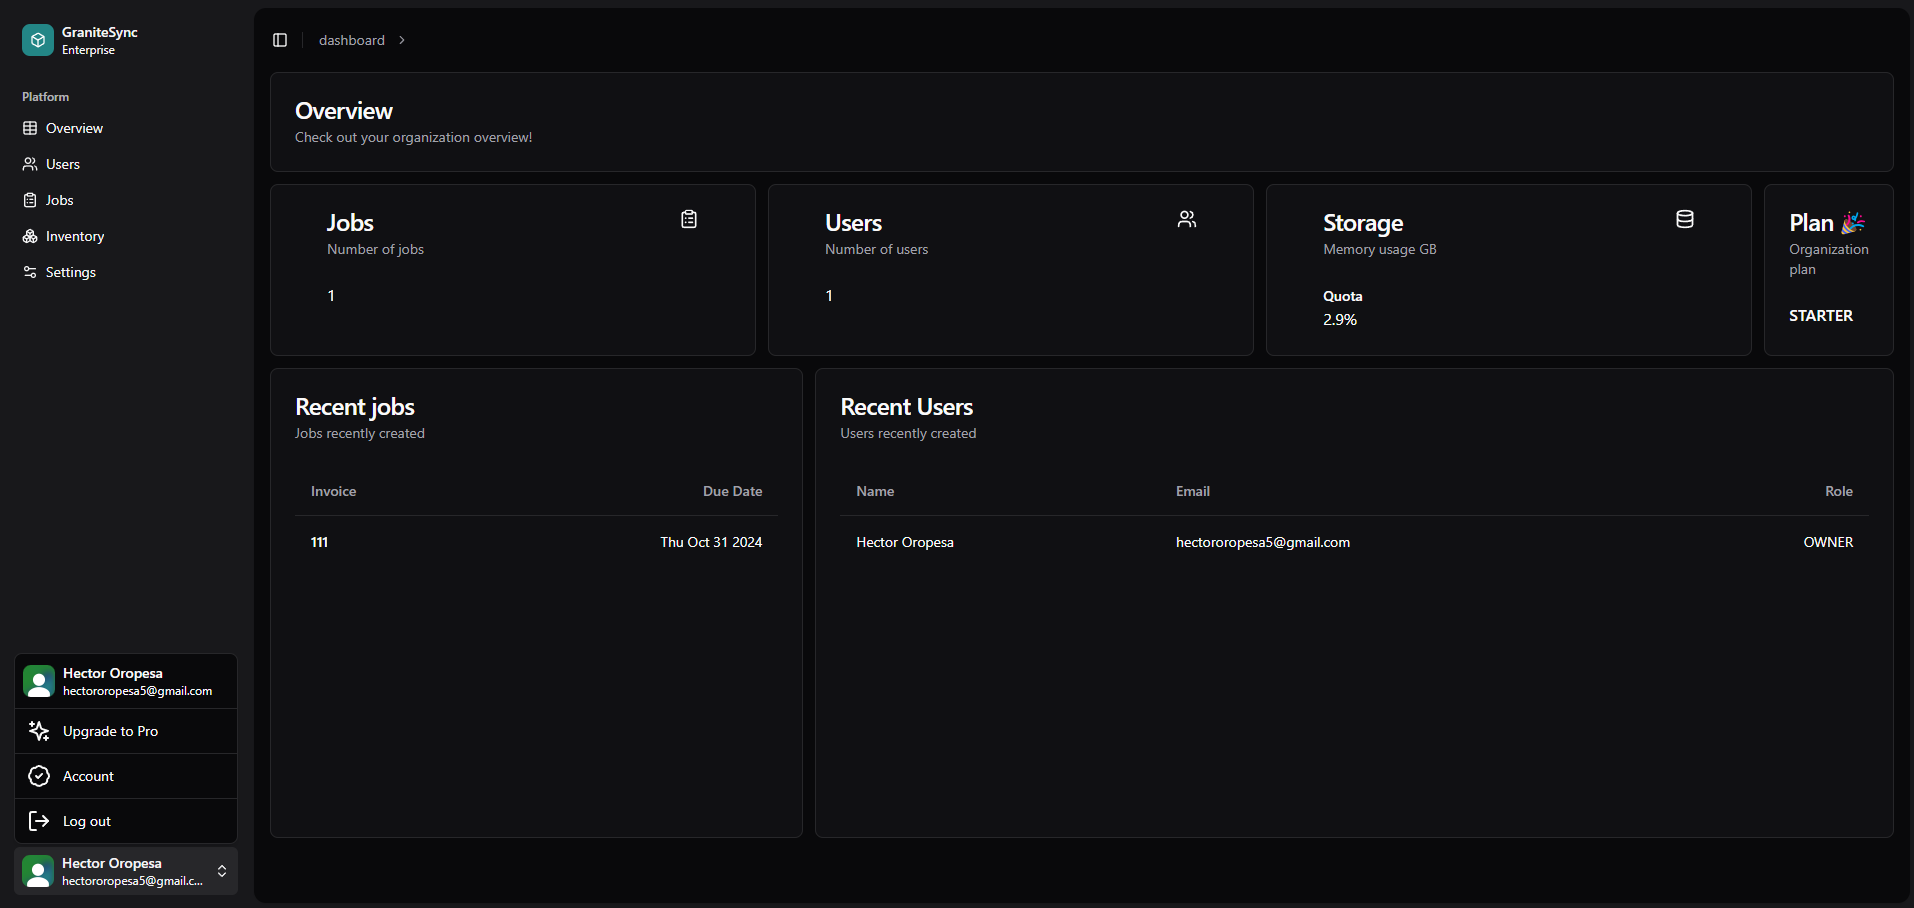 GraniteSync
Enterprise
Platform
Overview
Users
Jobs
Inventory
Settings
Hector Oropesa
hectororopesa5@gmail.com
Upgrade to Pro
Account
Log out
Hector Oropesa
hectororopesa5@gmail.c...
dashboard
Overview
Check out your organization overview!
Jobs
Number of jobs
1
Users
Number of users
1
Storage
Memory usage GB
Quota
2.9%
Plan 🎉
Organization
plan
STARTER
Recent jobs
Jobs recently created
Invoice Due Date
111 Thu Oct 31 2024
Recent Users
Users recently created
Name Email Role
Hector Oropesa hectororopesa5@gmail.com OWNER